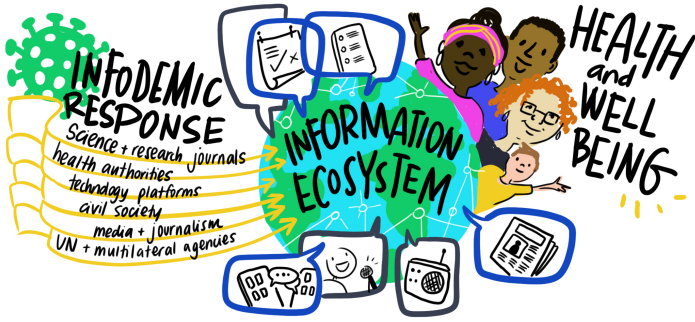 INFODEMIC
RESPONSE
science + research journals
health authorities
technology platforms
civil society
media + journalism
UN + multilateral agencies
INFORMATION
ECOSYSTEM
HEALTH
and
WELL
BEING